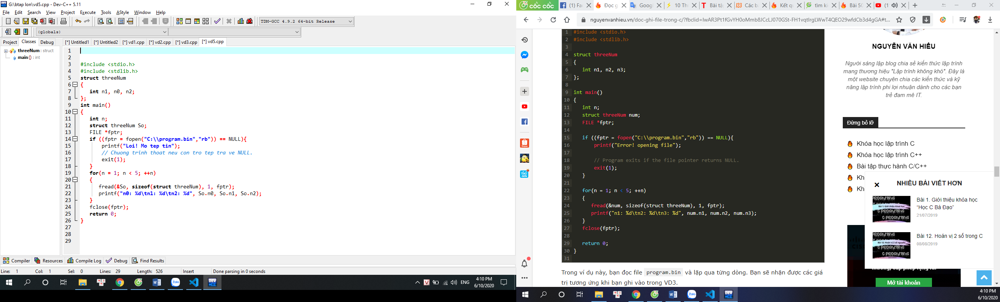 G:\btap lon\vd5.cpp - Dev-C++ 5.11
File Edit Search View Project Execute Tools AStyle Window Help
TDM-GCC 4.9.2 64-bit Release
(globals)
Project Classes Debug
[*] Untitled1 [*] Untitled2 [*] vd1.cpp [*] vd2.cpp [*] vd3.cpp [*] vd5.cpp
threeNum : struct
main () : int
1
2
3 #include <stdio.h>
4 #include <stdlib.h>
5 struct threeNum
6 {
7 int n1, n0, n2;
8 };
9 int main()
10 {
11 int n;
12 struct threeNum So;
13 FILE *fptr;
14 if ((fptr = fopen("C:\\program.bin","rb")) == NULL){
15 printf("Loi! Mo tep tin");
16 // Chuong trinh thoat neu con tro tep tra ve NULL.
17 exit(1);
18 }
19 for(n = 1; n < 5; ++n)
20 {
21 fread(&So, sizeof(struct threeNum), 1, fptr);
22 printf("n0: %d\tn1: %d\tn2: %d", So.n0, So.n1, So.n2);
23 }
24 fclose(fptr);
25 return 0;
26 }
27
28
29
Compiler Resources Compile Log Debug Find Results
Line: 1 Col: 1 Sel: 0 Lines: 29 Length: 526 Insert Done parsing in 0 seconds
W Zalo DEV ENG 4:10 PM
6/10/2020
cốc cốc (1) Fac Đọc g Googl 10 Th Bài tậ 123 Các b Kết q tìm ki Bài 50 (1
nguyenvanhieu.vn/doc-ghi-file-trong-c/?fbclid=IwAR3Pt1fGvYH0oMmb8JCcLJ070GSt-FH1vqtIrgLWwT4QEO29wfdCb3d4gGA#t...
1 #include <stdio.h>
2 #include <stdlib.h>
3
4 struct threeNum
5 {
6 int n1, n2, n3;
7 };
8
9 int main()
10 {
11 int n;
12 struct threeNum num;
13 FILE *fptr;
14
15 if ((fptr = fopen("C:\\program.bin","rb")) == NULL){
16 printf("Error! opening file");
17
18 // Program exits if the file pointer returns NULL.
19 exit(1);
20 }
21
22 for(n = 1; n < 5; ++n)
23 {
24 fread(&num, sizeof(struct threeNum), 1, fptr);
25 printf("n1: %d\tn2: %d\tn3: %d", num.n1, num.n2, num.n3);
26 }
27 fclose(fptr);
28
29 return 0;
30 }
31
Trong ví dụ này, bạn đọc file program.bin và lặp qua từng dòng. Bạn sẽ nhận được các giá
trị tương ứng khi bạn ghi vào trong VD3.
NGUYỄN VĂN HIẾU
Người sáng lập blog chia sẻ kiến thức lập trình
mang thương hiệu "Lập trình không khó". Đây là
một website chuyên chia các kiến thức và kỹ
năng lập trình phi lợi nhuận dành cho các bạn
trẻ đam mê IT.
Đừng bỏ lỡ
Khóa học lập trình C
Khóa học lập trình C++
Bài tập thực hành C/C++
Kh
Kh
NHIỀU BÀI VIẾT HƠN
Bài 1. Giới thiệu khóa học
“Học C Bá Đạo”
21/07/2019
Bài 12. Hoán vị 2 số trong C
08/08/2019
Mở tài khoản
W Zalo DEV 4:10 PM
6/10/2020